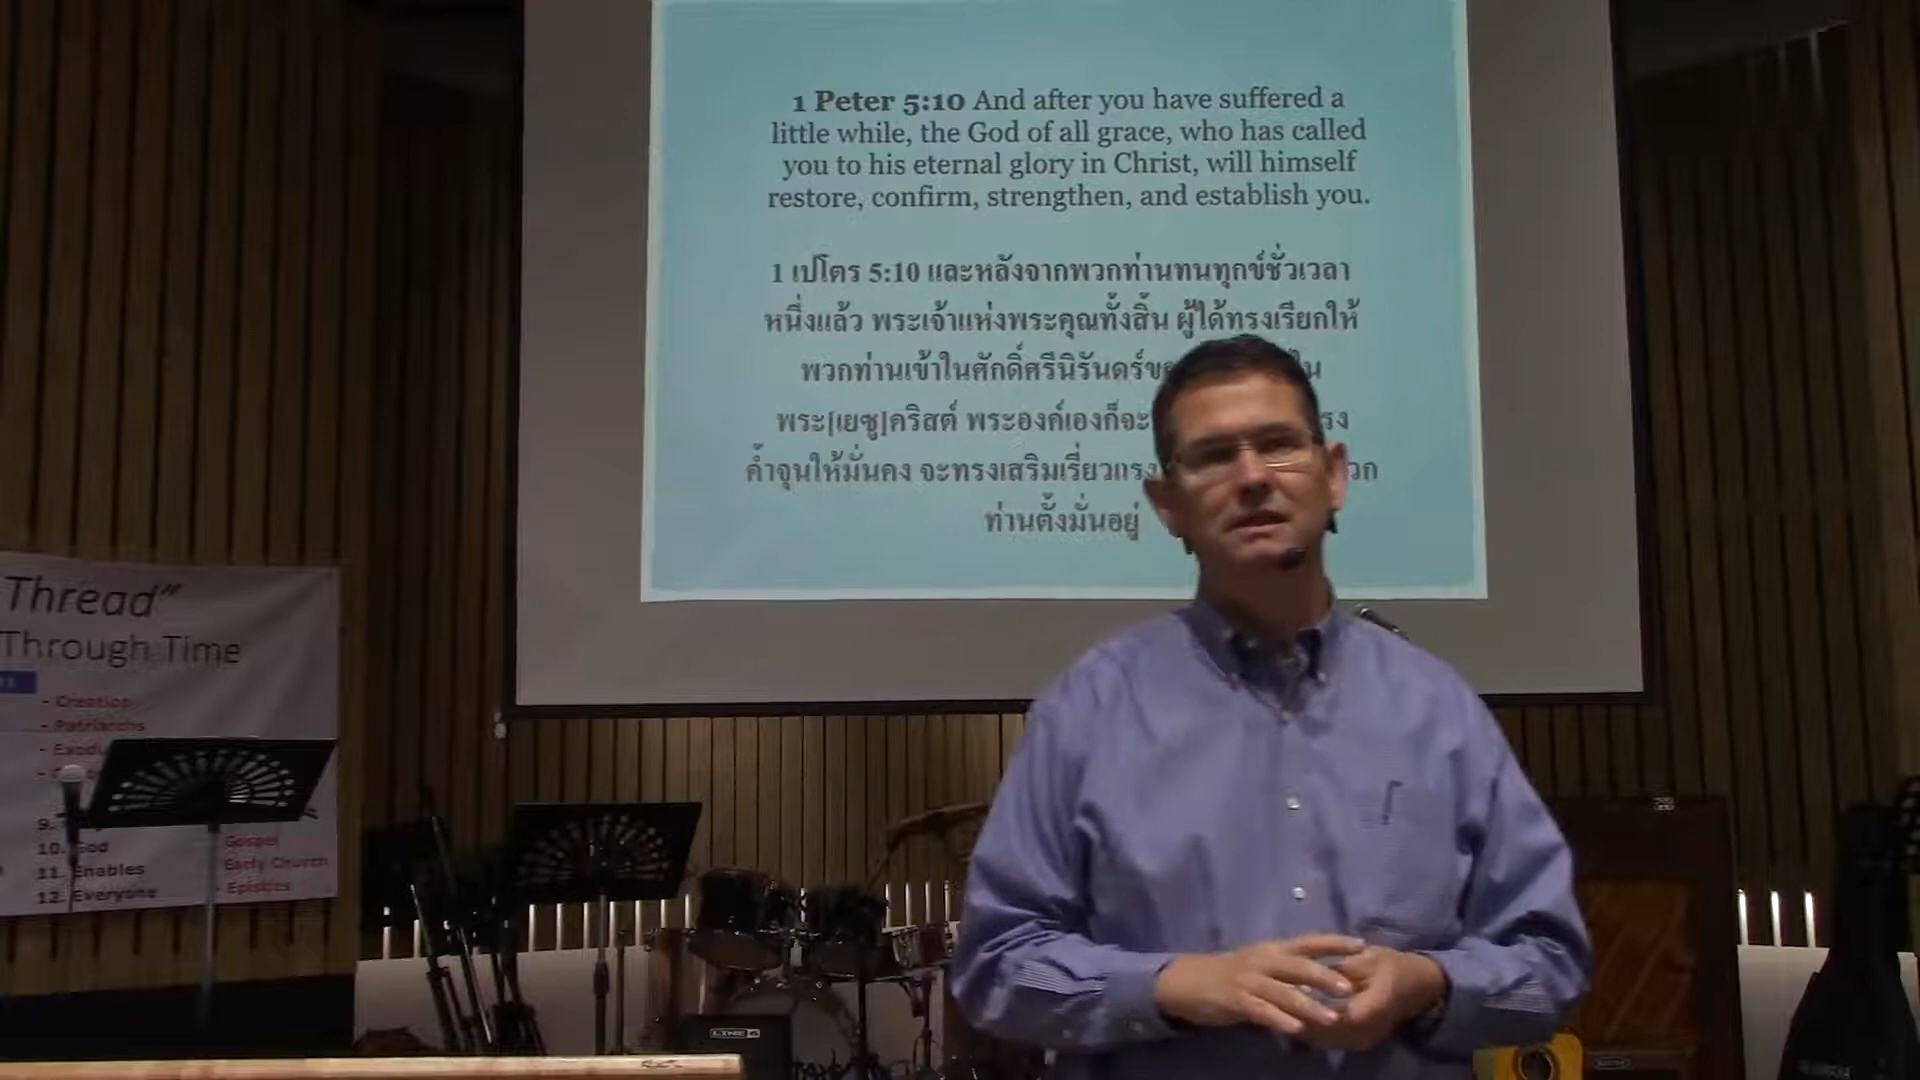 1 Peter 5:10 And after you have suffered a
little while, the God of all grace, who has called
you to his eternal glory in Christ, will himself
restore, confirm, strengthen, and establish you.
1 เปโตร 5:10 และหลังจากพวกท่านทนทุกข์ชั่วเวลา
หนึ่งแล้ว พระเจ้าแห่งพระคุณทั้งสิ้น ผู้ได้ทรงเรียกให้
พวกท่านเข้าในศักดิ์ศรีนิรันดร์
พระ[เยซู]คริสต์ พระองค์เองก็จะ
ค้ำจุนให้มั่นคง จะทรงเสริมเรี่ยวแรง
ท่านตั้งมั่นอยู่
Thread"
Through Time
- Creation
- Patriarchs
9.
10. God
Gospel
11. Enables
Early Church
12. Everyone
- Epistles
LINE 6